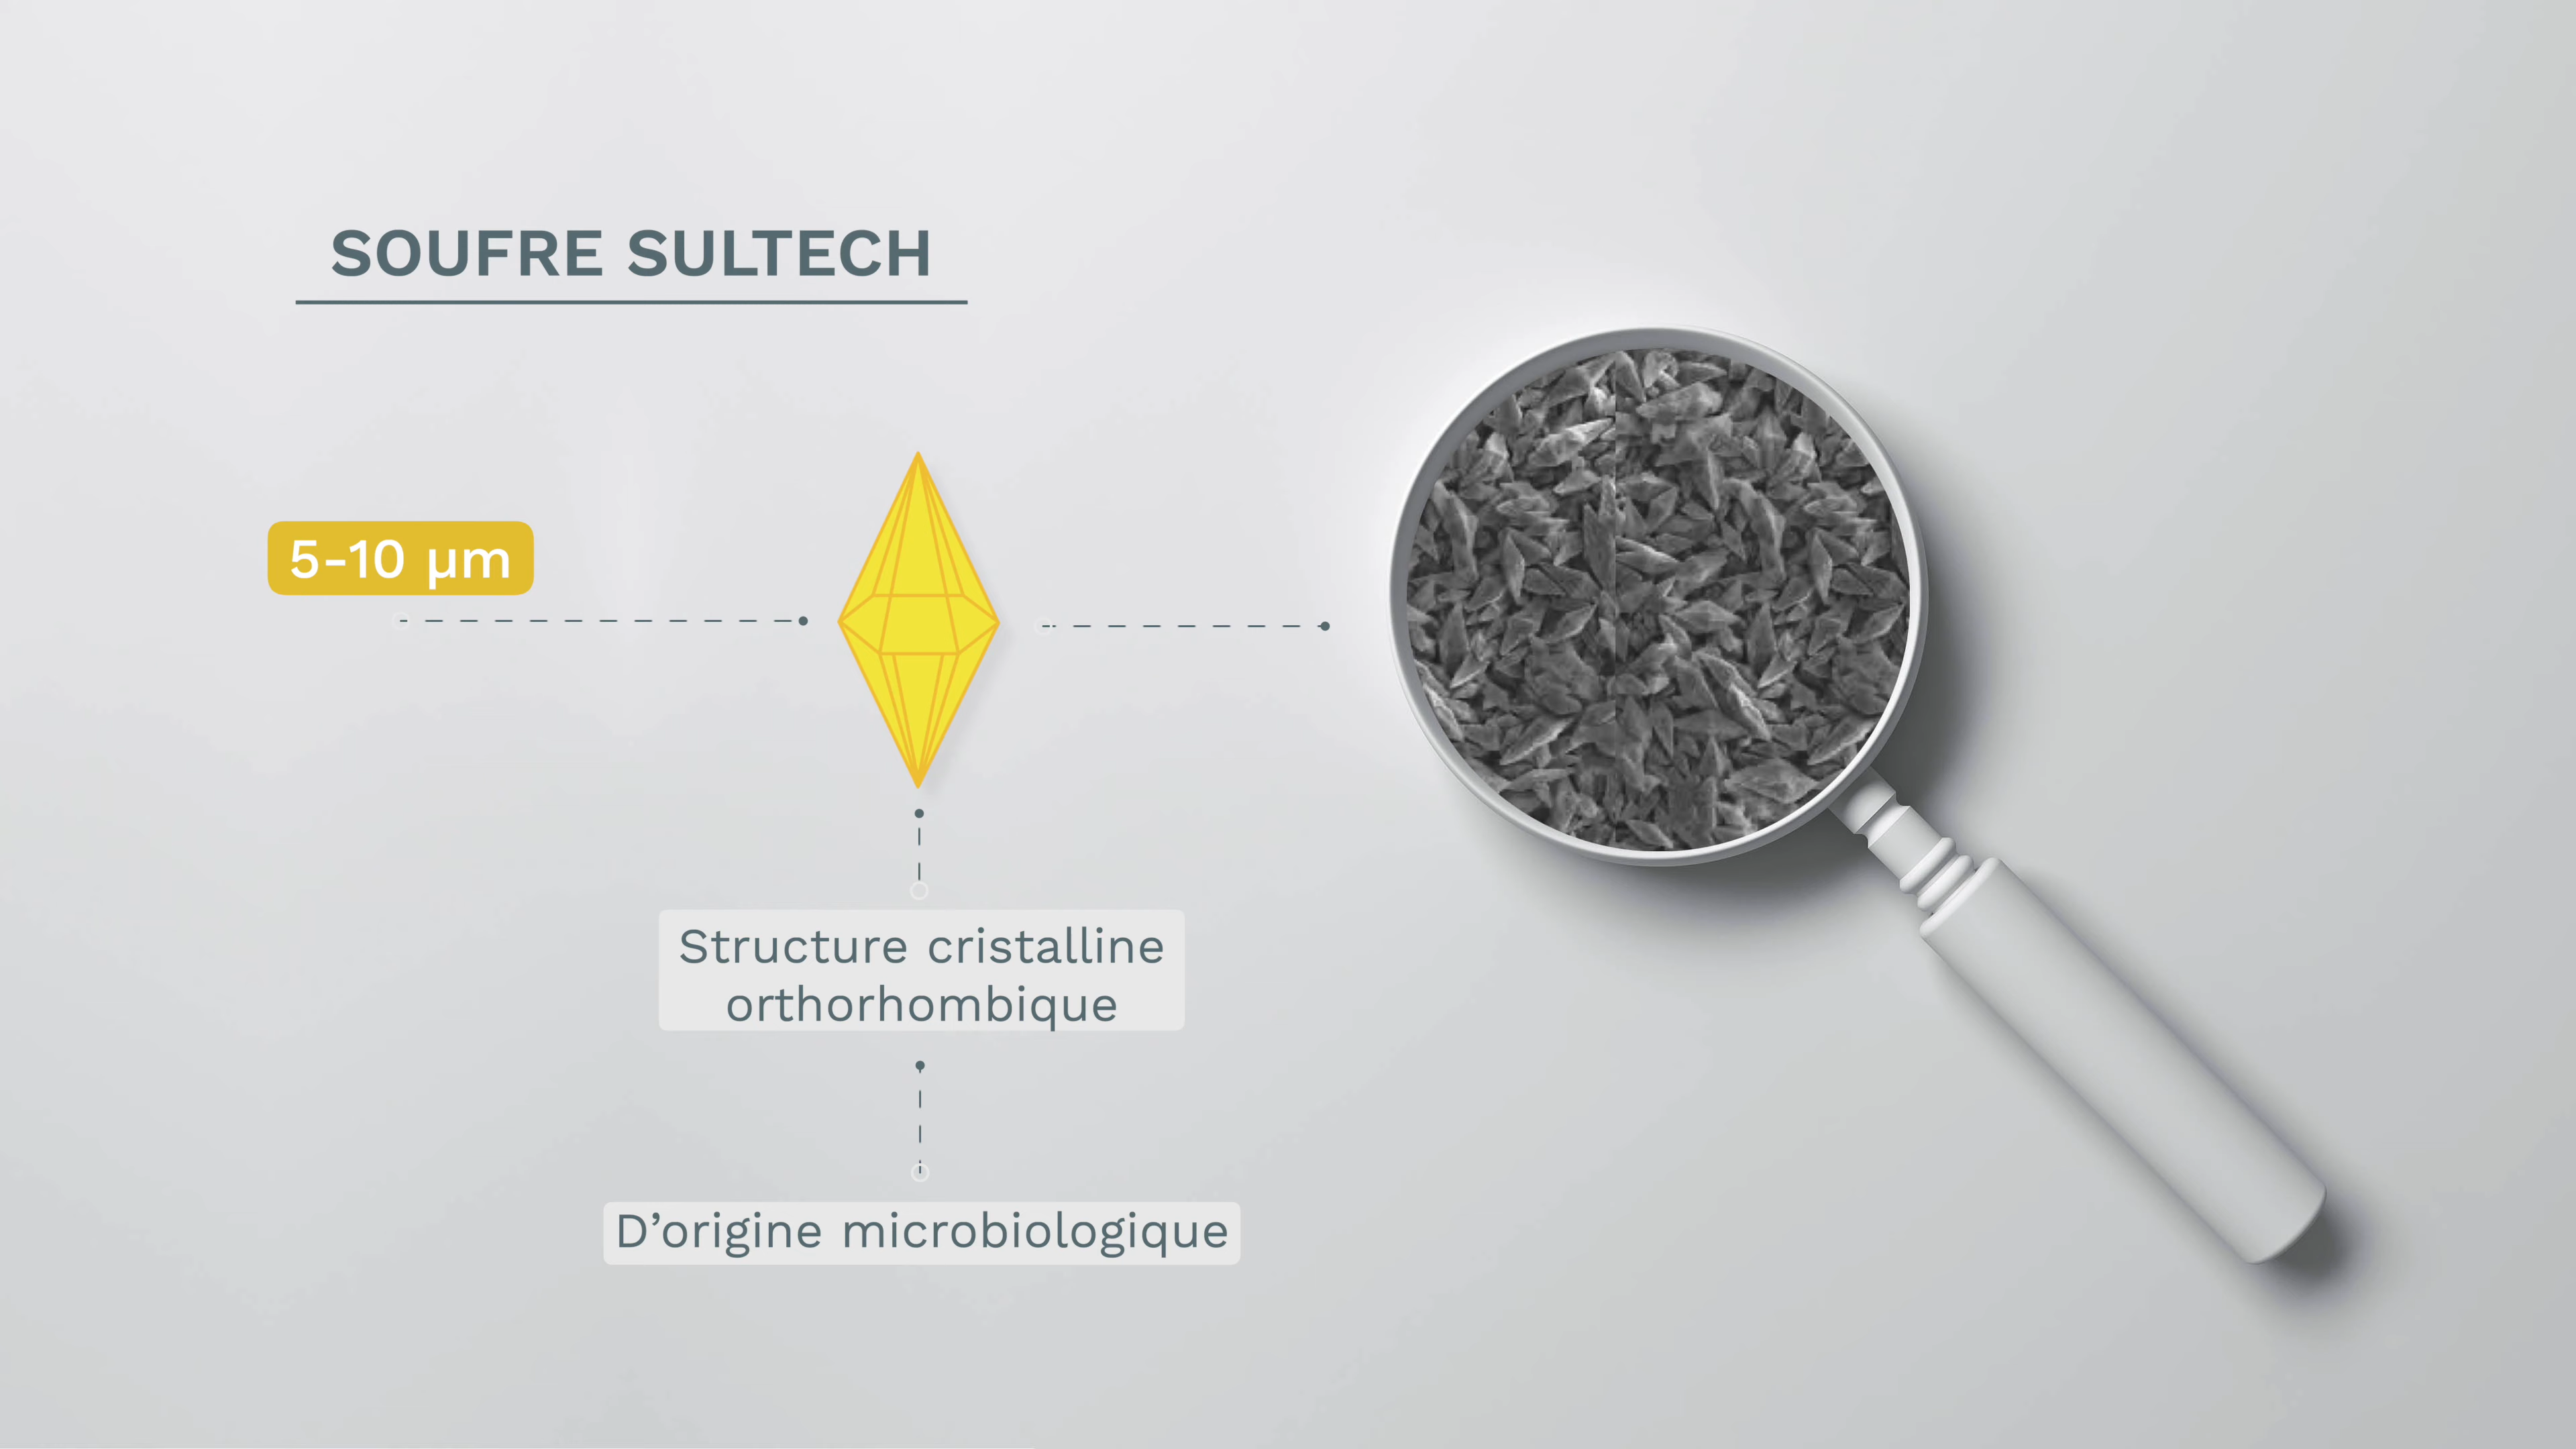 SOUFRE SULTECH
5-10 µm
Structure cristalline
orthorhombique
D’origine microbiologique